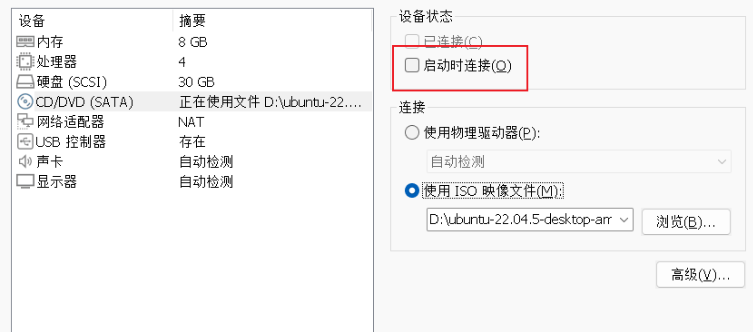 设备 摘要
内存 8 GB
处理器 4
硬盘 (SCSI) 30 GB
CD/DVD (SATA) 正在使用文件 D:\ubuntu-22....
网络适配器 NAT
USB 控制器 存在
声卡 自动检测
显示器 自动检测
设备状态
已连接(C)
启动时连接(O)
连接
使用物理驱动器(P):
自动检测
使用 ISO 映像文件(M):
D:\ubuntu-22.04.5-desktop-am
浏览(B)...
高级(V)...